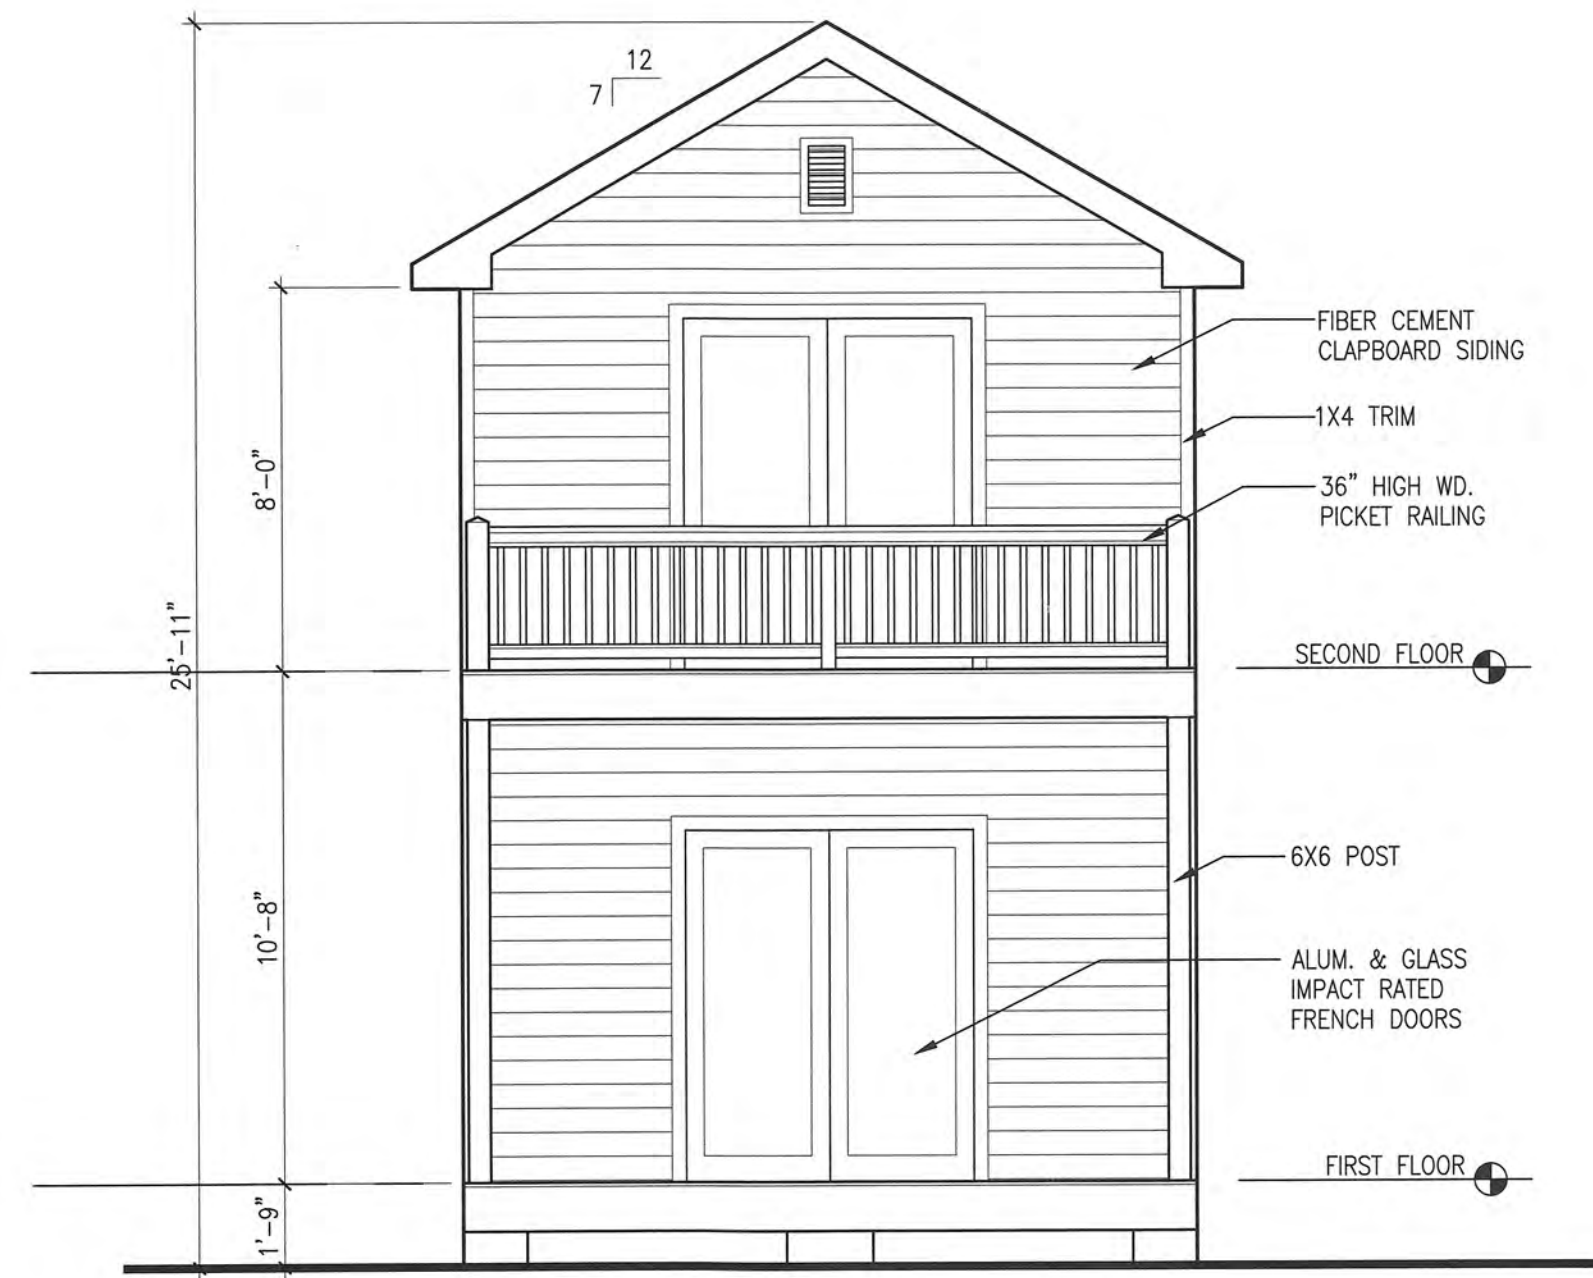 12
7
FIBER CEMENT
CLAPBOARD SIDING
1X4 TRIM
8'-0"
36" HIGH WD.
PICKET RAILING
25'-11"
SECOND FLOOR
6X6 POST
10'-8"
ALUM. & GLASS
IMPACT RATED
FRENCH DOORS
FIRST FLOOR
1'-9"